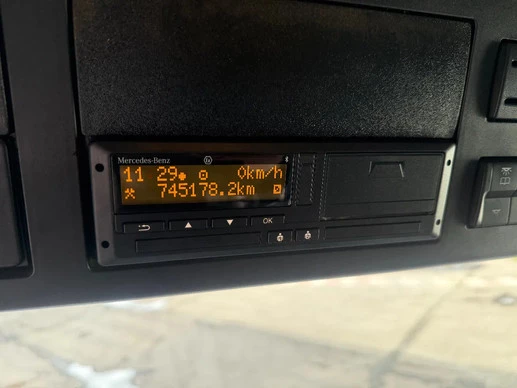 Mercedes-Benz
11 29 0km/h
745178.2km
OK